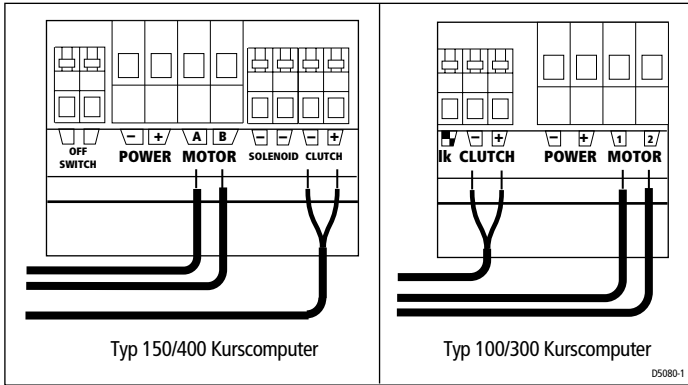 − + A B − − − +
OFF
SWITCH
POWER MOTOR SOLENOID CLUTCH
Typ 150/400 Kurscomputer
− + − + 1 2
lk CLUTCH POWER MOTOR
Typ 100/300 Kurscomputer
D5080-1